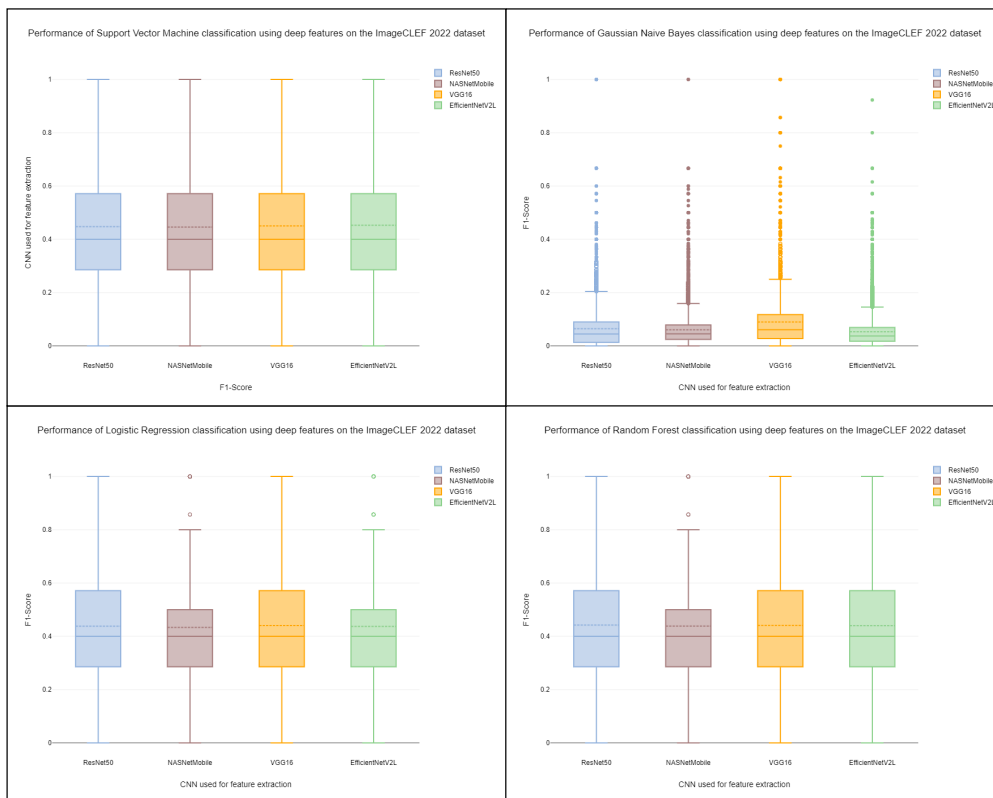 Performance of Support Vector Machine classification using deep features on the ImageCLEF 2022 dataset
ResNet50
NASNetMobile
VGG16
EfficientNetV2L
CNN used for feature extraction
1
0.8
0.6
0.4
0.2
0
ResNet50 NASNetMobile VGG16 EfficientNetV2L
F1-Score
Performance of Gaussian Naive Bayes classification using deep features on the ImageCLEF 2022 dataset
ResNet50
NASNetMobile
VGG16
EfficientNetV2L
F1-Score
1
0.8
0.6
0.4
0.2
0
ResNet50 NASNetMobile VGG16 EfficientNetV2L
CNN used for feature extraction
Performance of Logistic Regression classification using deep features on the ImageCLEF 2022 dataset
ResNet50
NASNetMobile
VGG16
EfficientNetV2L
F1-Score
1
0.8
0.6
0.4
0.2
0
ResNet50 NASNetMobile VGG16 EfficientNetV2L
CNN used for feature extraction
Performance of Random Forest classification using deep features on the ImageCLEF 2022 dataset
ResNet50
NASNetMobile
VGG16
EfficientNetV2L
F1-Score
1
0.8
0.6
0.4
0.2
0
ResNet50 NASNetMobile VGG16 EfficientNetV2L
CNN used for feature extraction